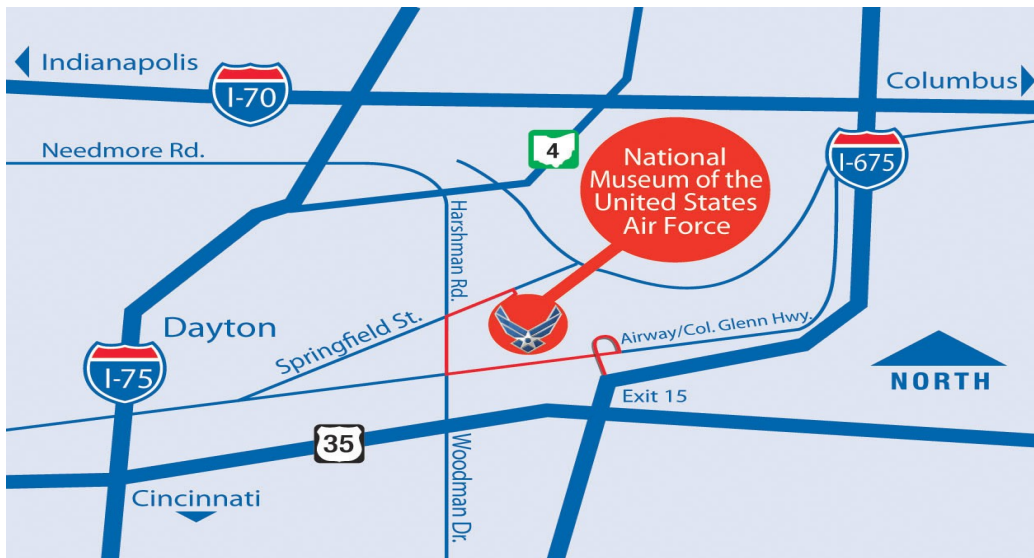 Indianapolis
I-70
Columbus
Needmore Rd.
4
National
Museum of the
United States
Air Force
I-675
Harshman Rd.
Dayton
Springfield St.
Airway/Col. Glenn Hwy.
I-75
NORTH
Exit 15
35
Woodman Dr.
Cincinnati